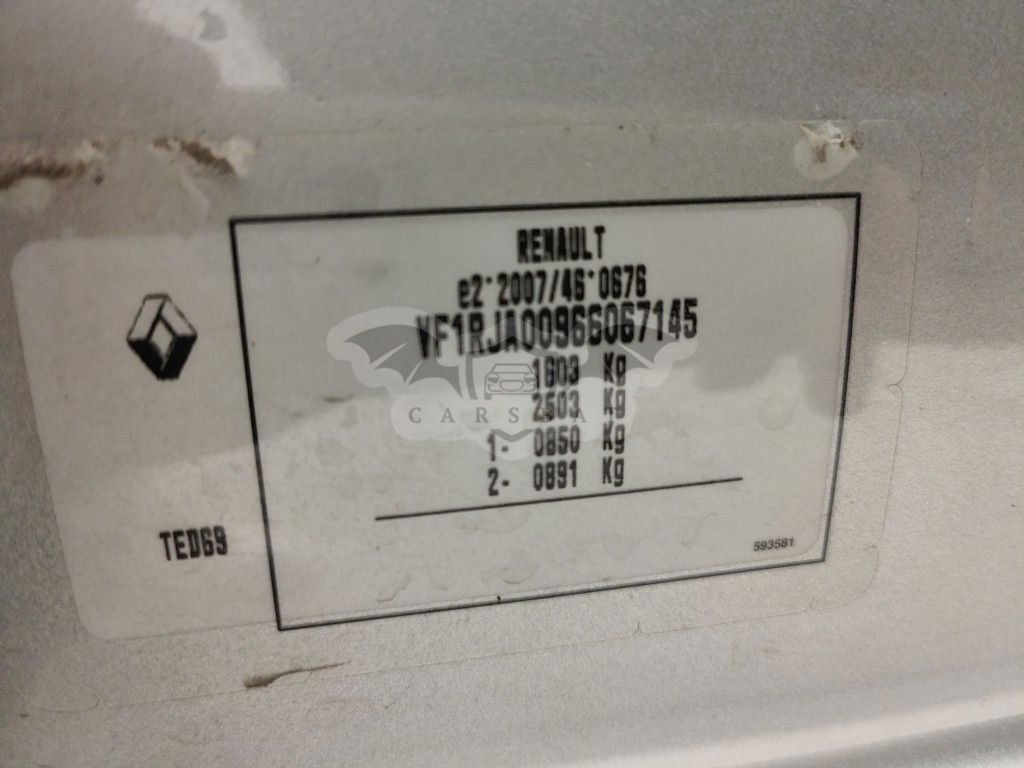 RENAULT
e2*2007/46*0676
VF1RJA00966067145
1603 Kg
2503 Kg
1- 0850 Kg
2- 0891 Kg
TED69
593581